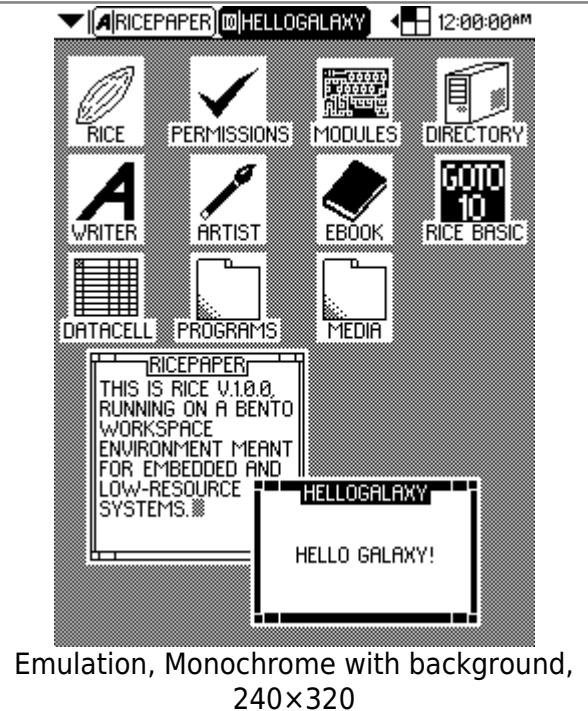 A RICEPAPER 10 HELLOGALAXY 12:00:00AM
RICE PERMISSIONS MODULES DIRECTORY
GOTO
10
WRITER ARTIST EBOOK RICE BASIC
DATACELL PROGRAMS MEDIA
RICEPAPER
THIS IS RICE V.1.0.0,
RUNNING ON A BENTO
WORKSPACE
ENVIRONMENT MEANT
FOR EMBEDDED AND
LOW-RESOURCE
SYSTEMS.
HELLOGALAXY
HELLO GALAXY!
Emulation, Monochrome with background,
240×320